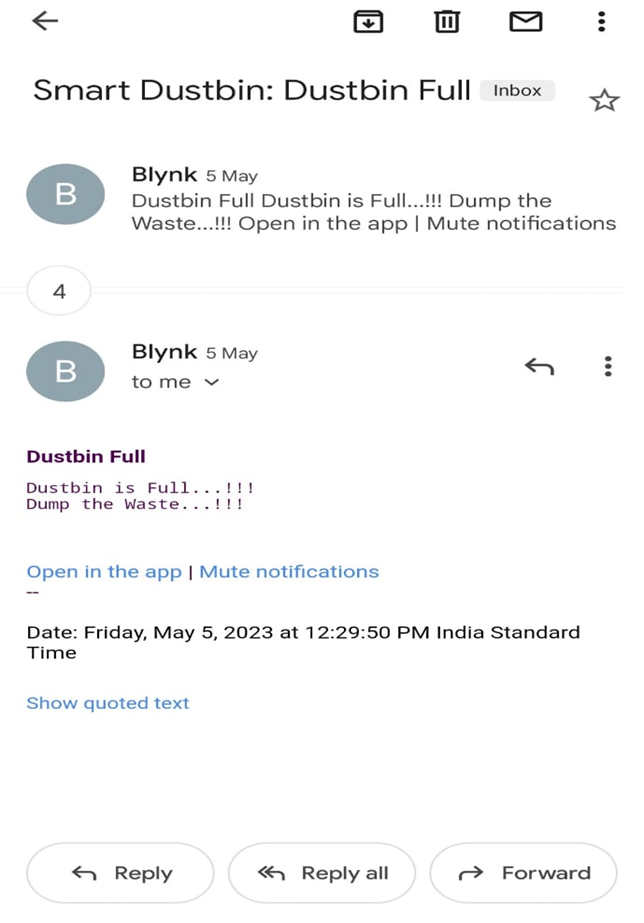 Smart Dustbin: Dustbin Full Inbox
B
Blynk 5 May
Dustbin Full Dustbin is Full...!!! Dump the
Waste...!!! Open in the app | Mute notifications
4
B
Blynk 5 May
to me
Dustbin Full
Dustbin is Full...!!!
Dump the Waste...!!!
Open in the app | Mute notifications
--
Date: Friday, May 5, 2023 at 12:29:50 PM India Standard
Time
Show quoted text
Reply Reply all Forward